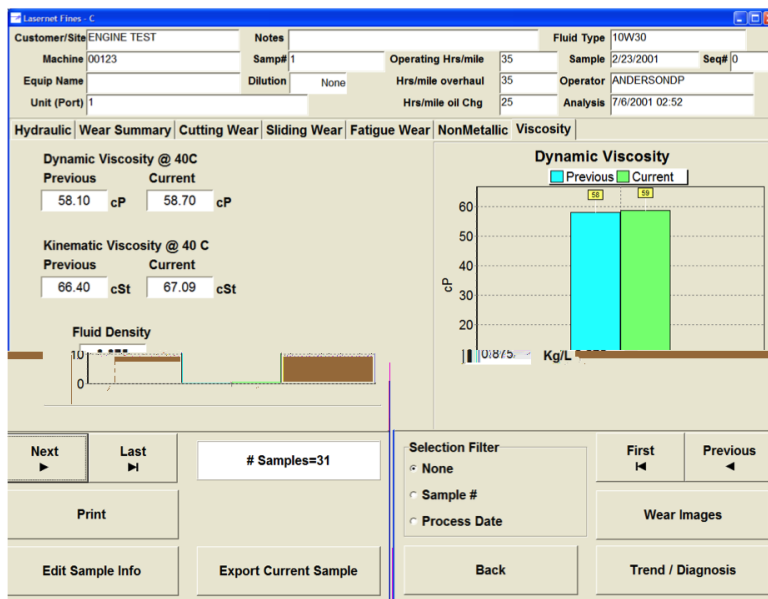 Lasernet Fines - C
Customer/Site ENGINE TEST Notes Fluid Type 10W30
Machine 00123 Samp# 1 Operating Hrs/mile 35 Sample 2/23/2001 Seq# 0
Equip Name Dilution None Hrs/mile overhaul 35 Operator ANDERSONDP
Unit (Port) 1 Hrs/mile oil Chg 25 Analysis 7/6/2001 02:52
Hydraulic Wear Summary Cutting Wear Sliding Wear Fatigue Wear NonMetallic Viscosity
Dynamic Viscosity @ 40C
Previous Current
58.10 cP 58.70 cP
Kinematic Viscosity @ 40 C
Previous Current
66.40 cSt 67.09 cSt
Fluid Density
10
0
Dynamic Viscosity
Previous Current
58 59
60
50
40
30
20
cP
0.875 Kg/L
Next Last
# Samples=31
Print
Edit Sample Info Export Current Sample
Selection Filter
None
Sample #
Process Date
First Previous
Wear Images
Back Trend / Diagnosis